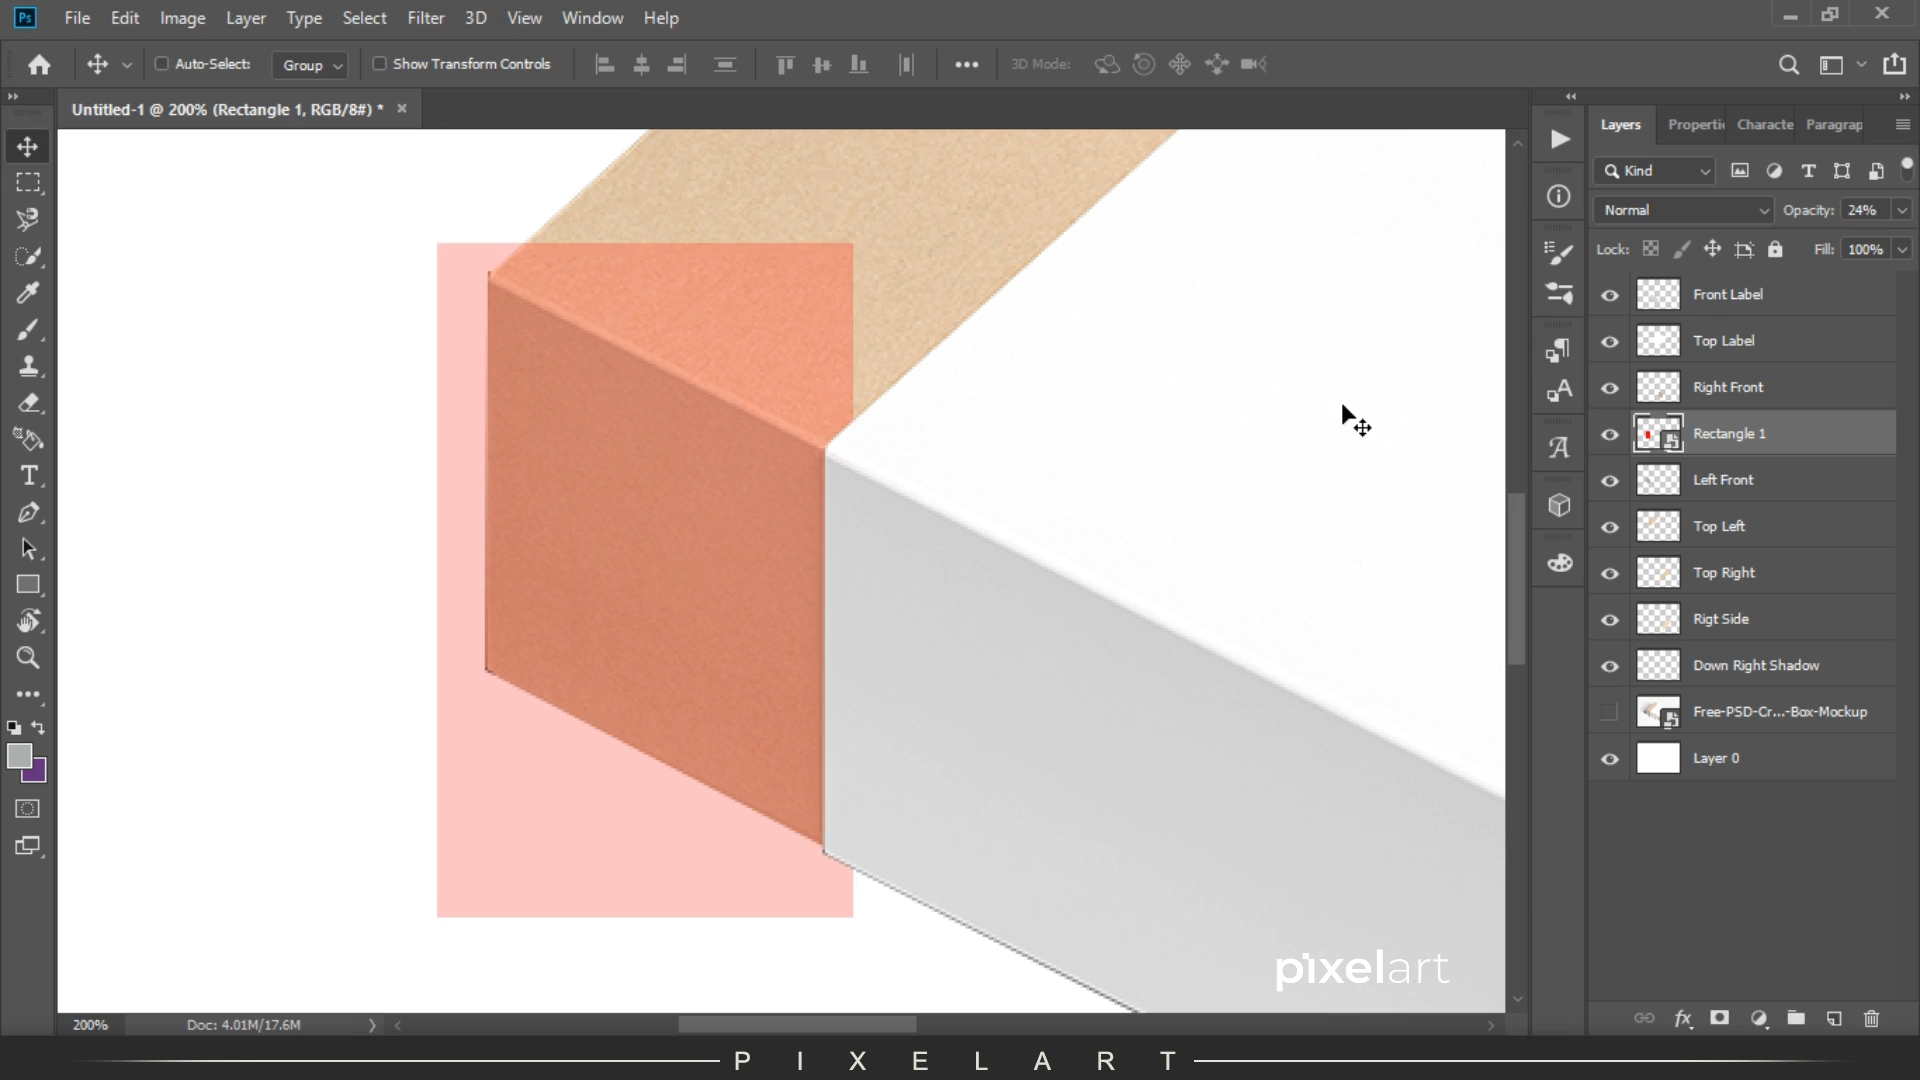 Ps File Edit Image Layer Type Select Filter 3D View Window Help
Auto-Select: Group Show Transform Controls 3D Mode:
Untitled-1 @ 200% (Rectangle 1, RGB/8#) *
Layers Properti Characte Paragrap
Kind
Normal Opacity: 24%
Lock: Fill: 100%
Front Label
Top Label
Right Front
Rectangle 1
Left Front
Top Left
Top Right
Rigt Side
Down Right Shadow
Free-PSD-Cr...-Box-Mockup
Layer 0
pixelart
200% Doc: 4.01M/17.6M
PIXELART